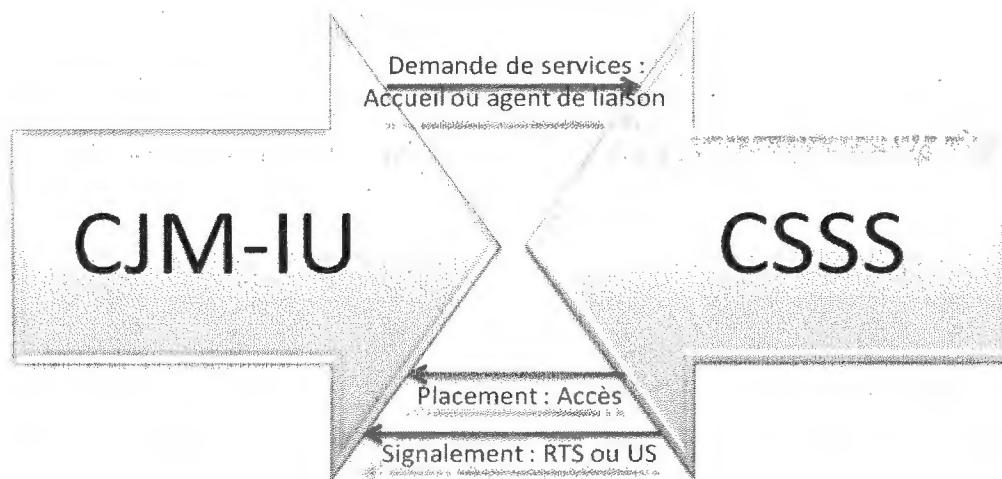 Demande de services :
Accueil ou agent de liaison
CJM-IU
CSSS
Placement : Accès
Signalement : RTS ou US